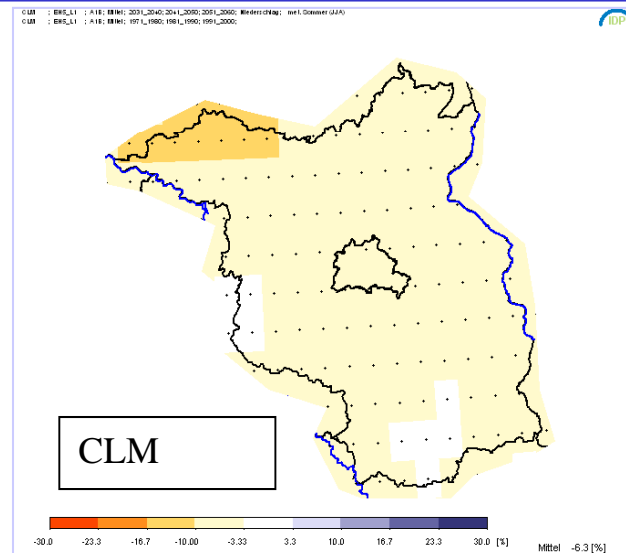 CLM ; EH5_L1 ; A1B; Mittel; 2031_2040; 2041_2050; 2051_2060; Niederschlag; met. Sommer (JJA)
CLM ; EH5_L1 ; A1B; Mittel; 1971_1980; 1981_1990; 1991_2000;
IDP
CLM
-30.0 -23.3 -16.7 -10.00 -3.33 3.3 10.0 16.7 23.3 30.0 [%]
Mittel -6.3 [%]